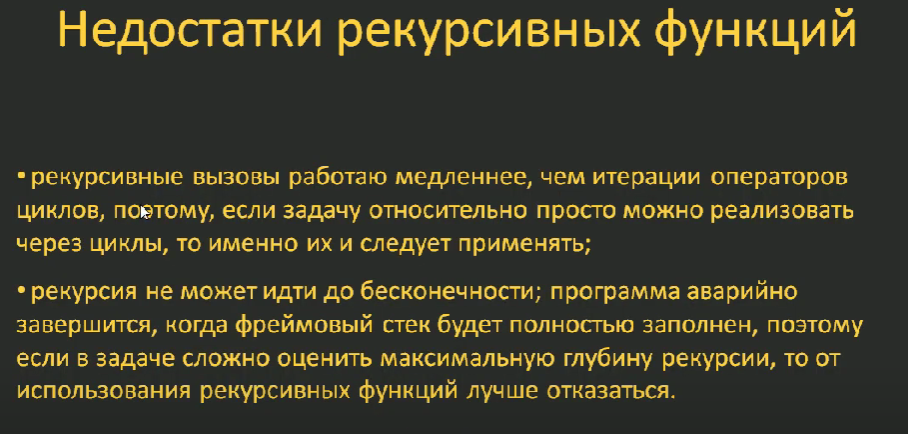 Недостатки рекурсивных функций
• рекурсивные вызовы работаю медленнее, чем итерации операторов
циклов, поэтому, если задачу относительно просто можно реализовать
через циклы, то именно их и следует применять;
• рекурсия не может идти до бесконечности; программа аварийно
завершится, когда фреймовый стек будет полностью заполнен, поэтому
если в задаче сложно оценить максимальную глубину рекурсии, то от
использования рекурсивных функций лучше отказаться.